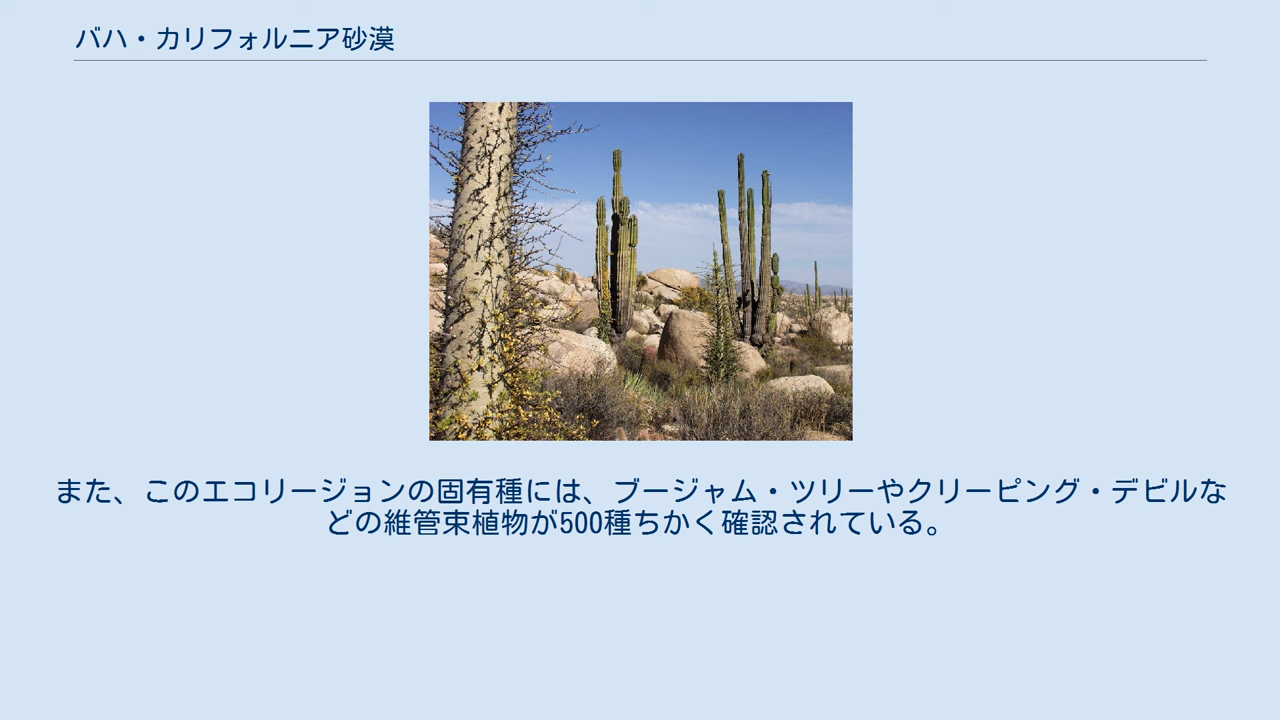 バハ・カリフォルニア砂漠
また、このエコリージョンの固有種には、ブージャム・ツリーやクリーピング・デビルな
どの維管束植物が500種ちかく確認されている。